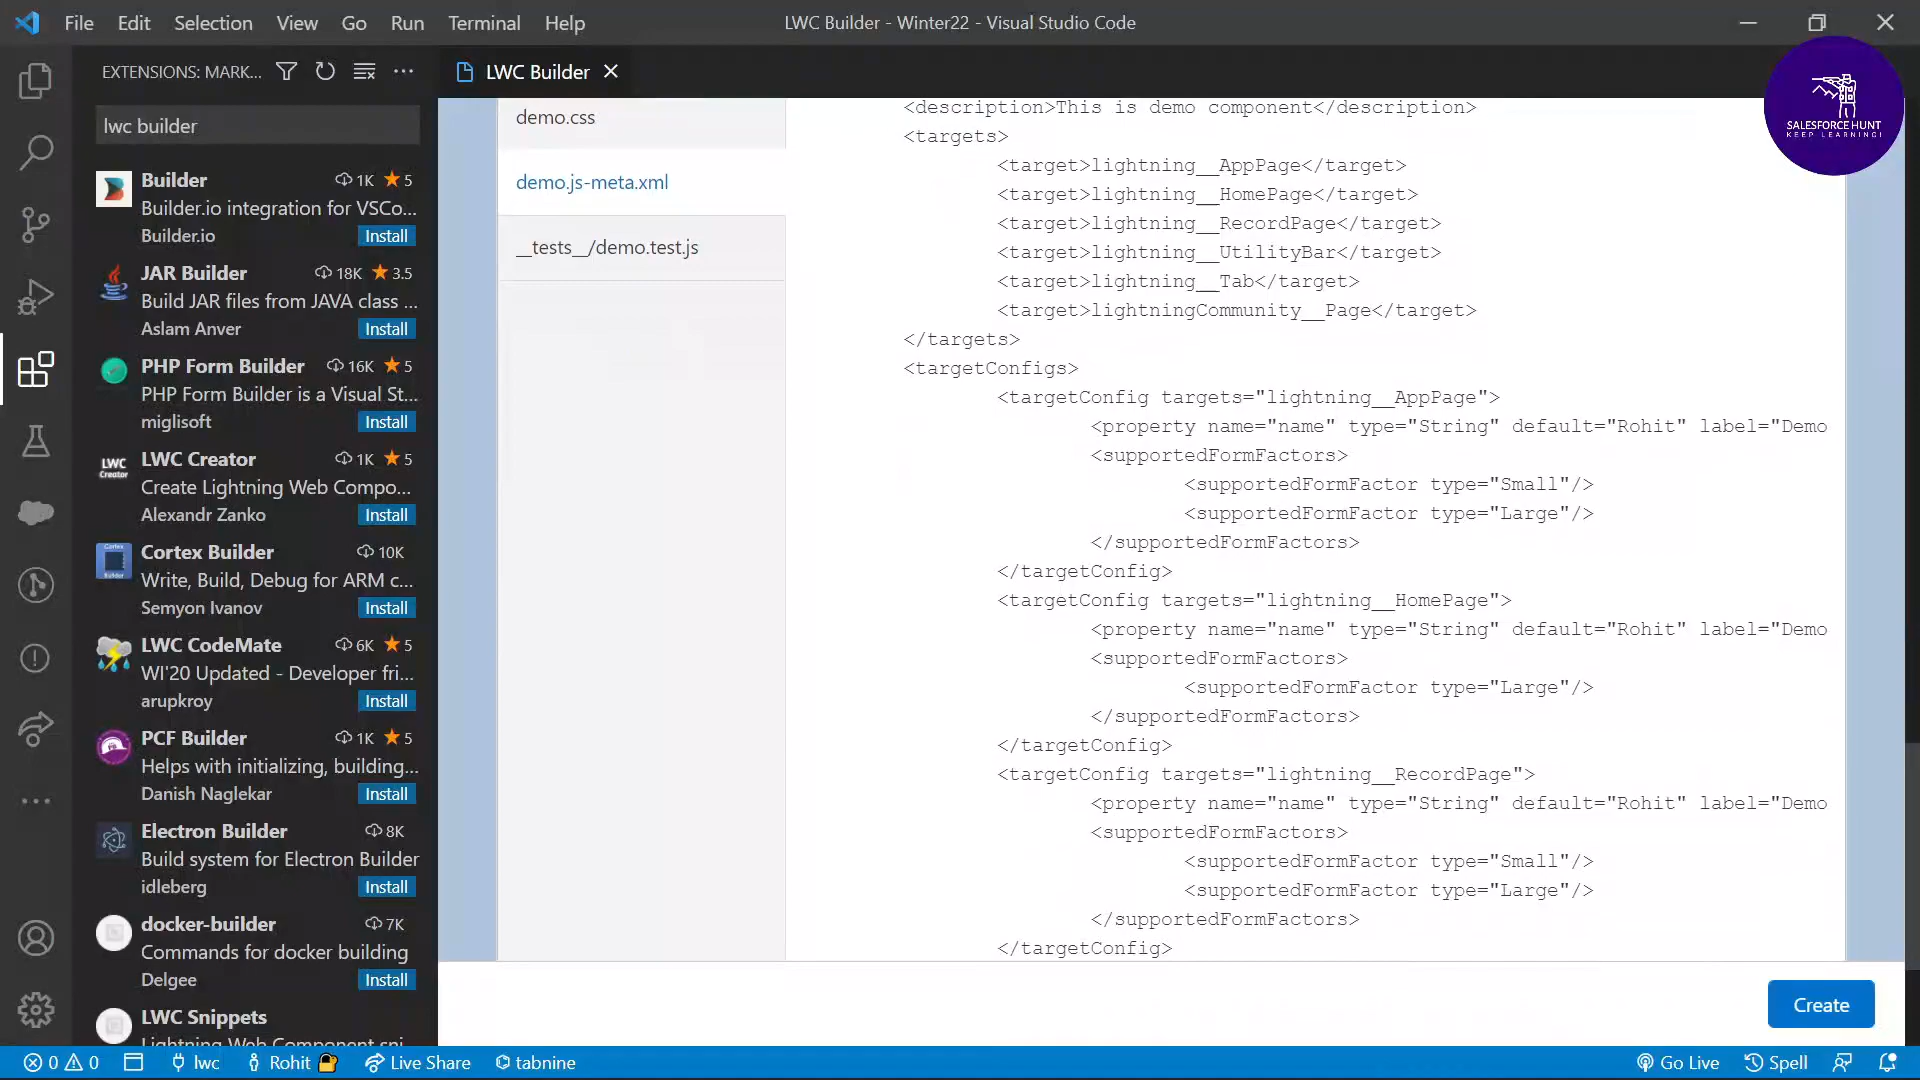 File Edit Selection View Go Run Terminal Help
LWC Builder - Winter22 - Visual Studio Code
EXTENSIONS: MARK...
LWC Builder
SALESFORCE HUNT
KEEP LEARNING!
lwc builder
Builder 1K 5
Builder.io integration for VSCo...
Builder.io Install
JAR Builder 18K 3.5
Build JAR files from JAVA class ...
Aslam Anver Install
PHP Form Builder 16K 5
PHP Form Builder is a Visual St...
miglisoft Install
LWC Creator
LWC Creator 1K 5
Create Lightning Web Compo...
Alexandr Zanko Install
Cortex Builder
Cortex Builder 10K
Write, Build, Debug for ARM c...
Semyon Ivanov Install
LWC CodeMate 6K 5
WI'20 Updated - Developer fri...
arupkroy Install
PCF Builder 1K 5
Helps with initializing, building...
Danish Naglekar Install
Electron Builder 8K
Build system for Electron Builder
idleberg Install
docker-builder 7K
Commands for docker building
Delgee Install
LWC Snippets
Lightning Web Component sni
demo.css
demo.js-meta.xml
__tests__/demo.test.js
<description>This is demo component</description>
<targets>
<target>lightning__AppPage</target>
<target>lightning__HomePage</target>
<target>lightning__RecordPage</target>
<target>lightning__UtilityBar</target>
<target>lightning__Tab</target>
<target>lightningCommunity__Page</target>
</targets>
<targetConfigs>
<targetConfig targets="lightning__AppPage">
<property name="name" type="String" default="Rohit" label="Demo
<supportedFormFactors>
<supportedFormFactor type="Small"/>
<supportedFormFactor type="Large"/>
</supportedFormFactors>
</targetConfig>
<targetConfig targets="lightning__HomePage">
<property name="name" type="String" default="Rohit" label="Demo
<supportedFormFactors>
<supportedFormFactor type="Large"/>
</supportedFormFactors>
</targetConfig>
<targetConfig targets="lightning__RecordPage">
<property name="name" type="String" default="Rohit" label="Demo
<supportedFormFactors>
<supportedFormFactor type="Small"/>
<supportedFormFactor type="Large"/>
</supportedFormFactors>
</targetConfig>
Create
0 0 lwc Rohit Live Share tabnine Go Live Spell